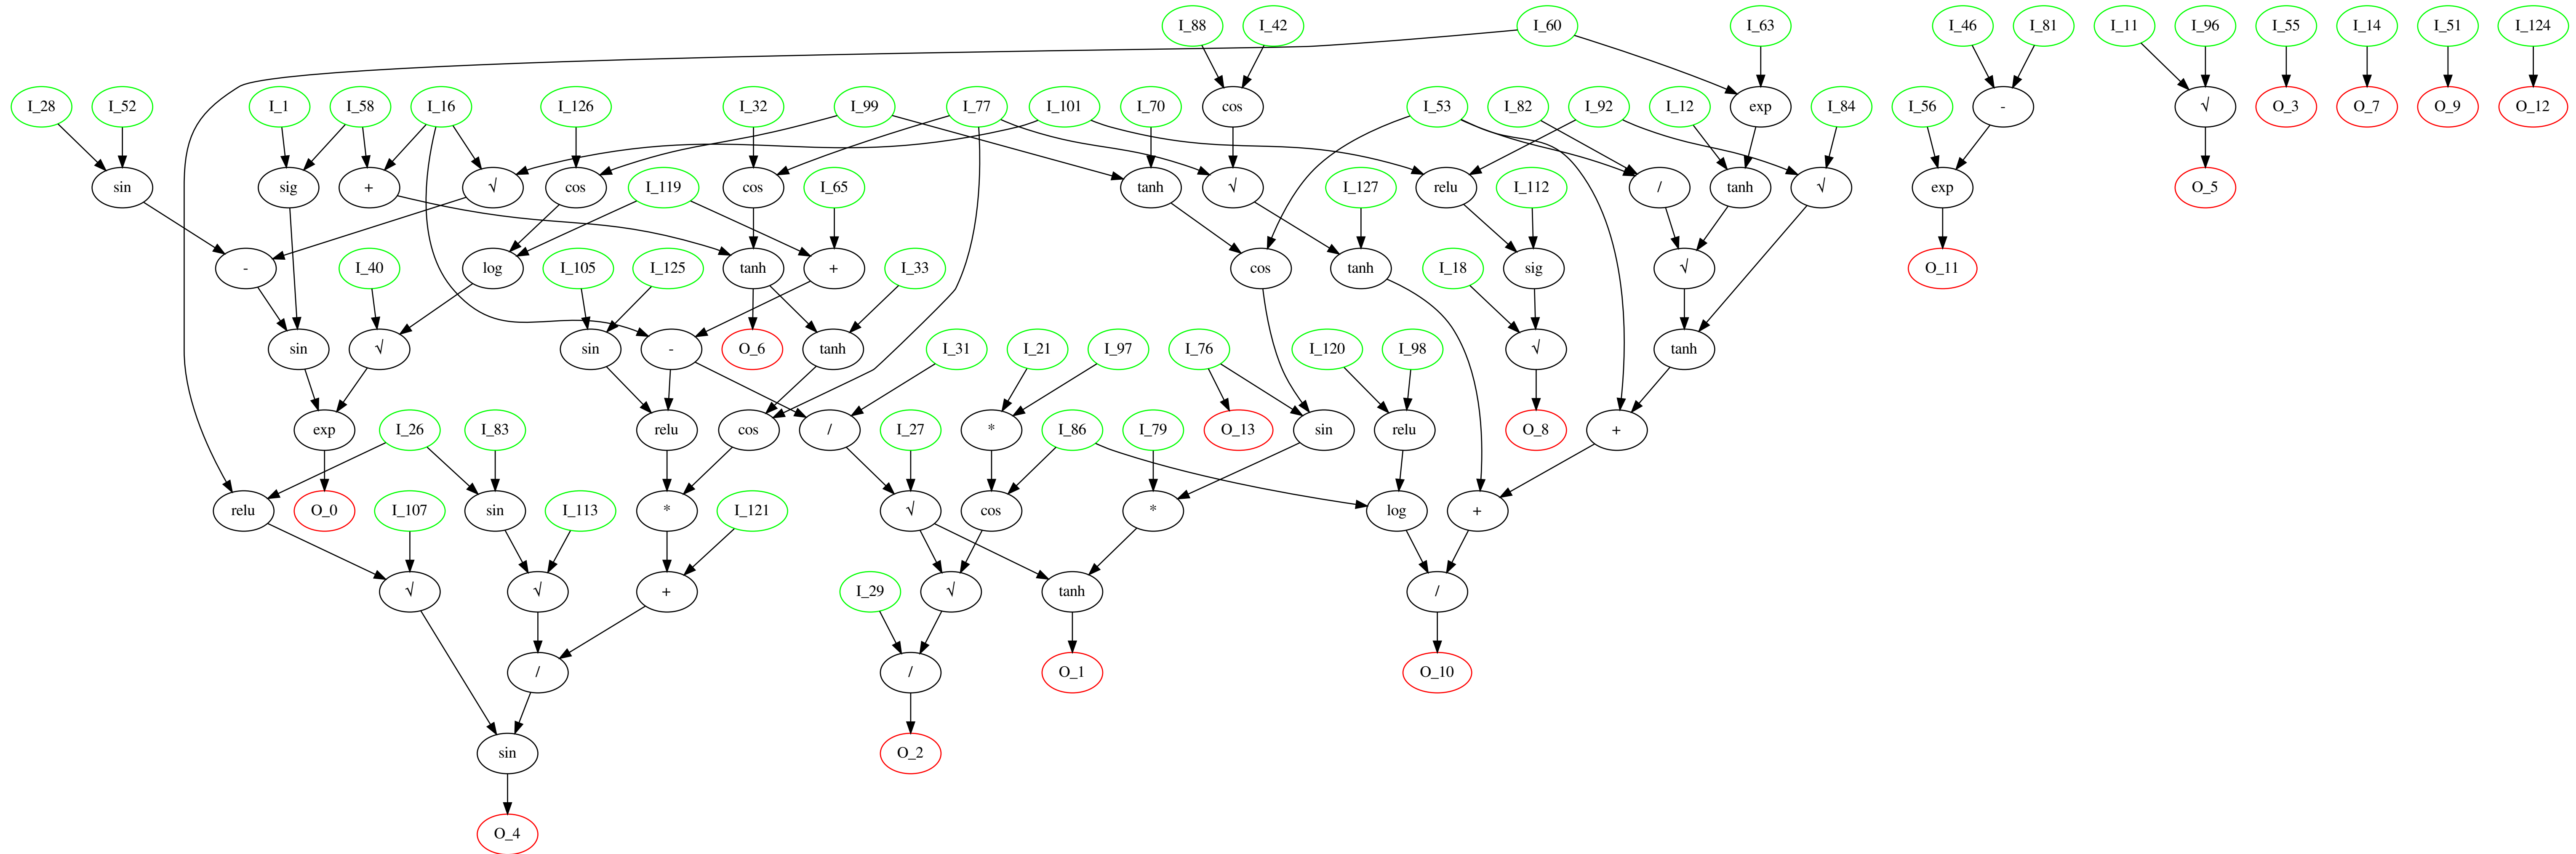 I_88 I_42 I_60 I_63 I_46 I_81 I_11 I_96 I_55 I_14 I_51 I_124
I_28 I_52 I_1 I_58 I_16 I_126 I_32 I_99 I_77 I_101 I_70 cos I_53 I_82 I_92 I_12 exp I_84 I_56 - √ O_3 O_7 O_9 O_12
sin sig + √ cos I_119 cos I_65 tanh √ I_127 relu I_112 / tanh √ exp O_5
- I_40 log I_105 I_125 tanh + I_33 cos tanh I_18 sig √ O_11
sin √ sin - O_6 tanh I_31 I_21 I_97 I_76 I_120 I_98 √ tanh
exp I_26 I_83 relu cos / I_27 * I_86 I_79 O_13 sin relu O_8 +
relu O_0 I_107 sin I_113 * I_121 √ cos * log +
√ √ + I_29 √ tanh /
/ / O_1 O_10
sin O_2
O_4